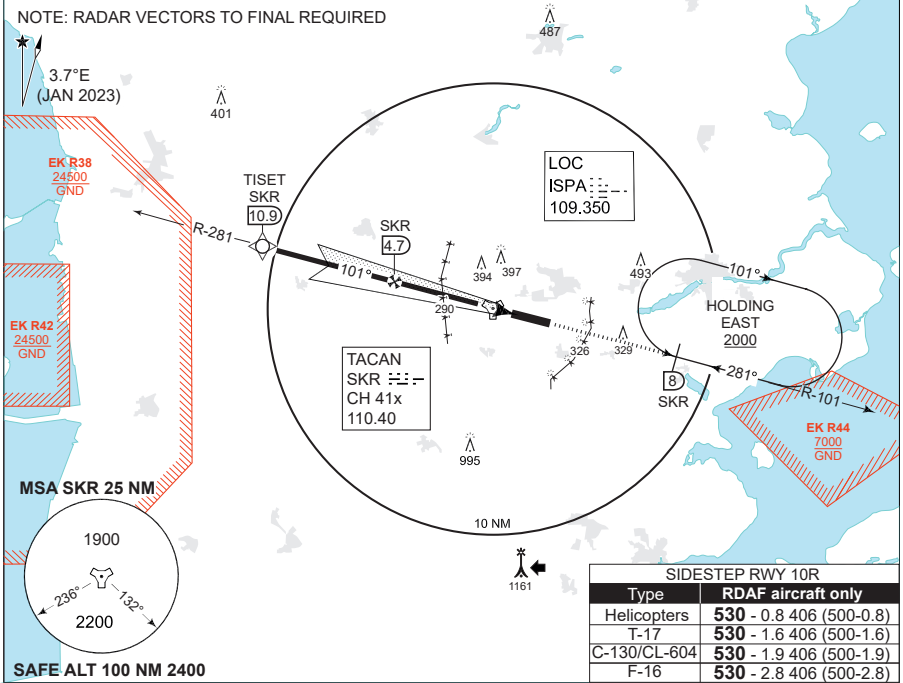 NOTE: RADAR VECTORS TO FINAL REQUIRED
3.7°E
(JAN 2023)
487
401
EK R38
24500
GND
TISET
SKR
10.9
R-281
101°
SKR
4.7
290
394
397
LOC
ISPA
109.350
493
101°
HOLDING
EAST
2000
326
329
8
SKR
281°
R-101
EK R42
24500
GND
TACAN
SKR
CH 41x
110.40
EK R44
7000
GND
995
10 NM
1161
MSA SKR 25 NM
1900
236°
132°
2200
SAFE ALT 100 NM 2400
SIDESTEP RWY 10R
Type RDAF aircraft only
Helicopters 530 - 0.8 406 (500-0.8)
T-17 530 - 1.6 406 (500-1.6)
C-130/CL-604 530 - 1.9 406 (500-1.9)
F-16 530 - 2.8 406 (500-2.8)